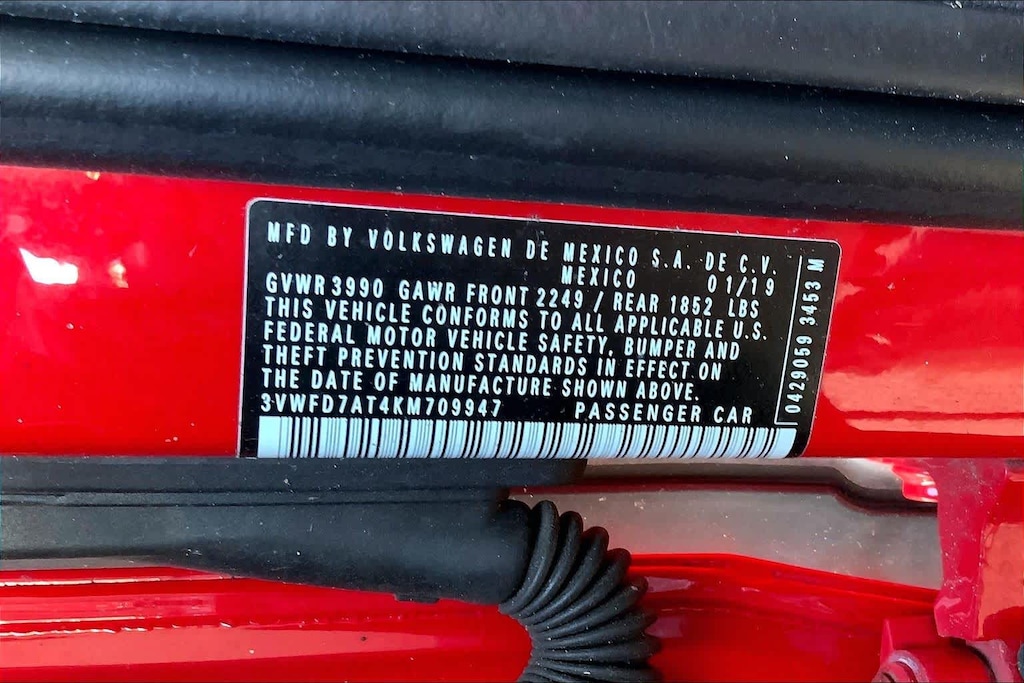 MFD BY VOLKSWAGEN DE MEXICO S.A. DE C.V.
MEXICO 01/19
GVWR 3990 GAWR FRONT 2249 / REAR 1852 LBS
THIS VEHICLE CONFORMS TO ALL APPLICABLE U.S.
FEDERAL MOTOR VEHICLE SAFETY, BUMPER AND
THEFT PREVENTION STANDARDS IN EFFECT ON
THE DATE OF MANUFACTURE SHOWN ABOVE.
3VWFD7AT4KM709947 PASSENGER CAR
0429059 3453 M